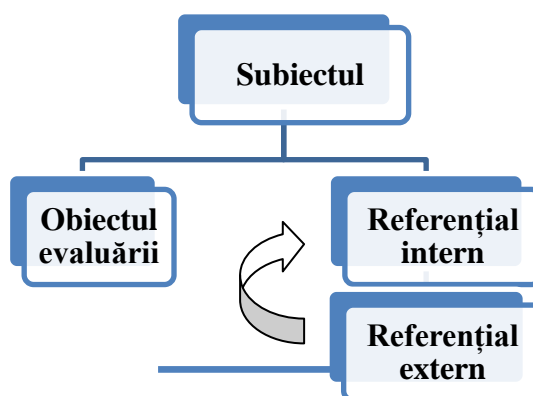 Subiectul
Obiectul
evaluării
Referențial
intern
Referențial
extern